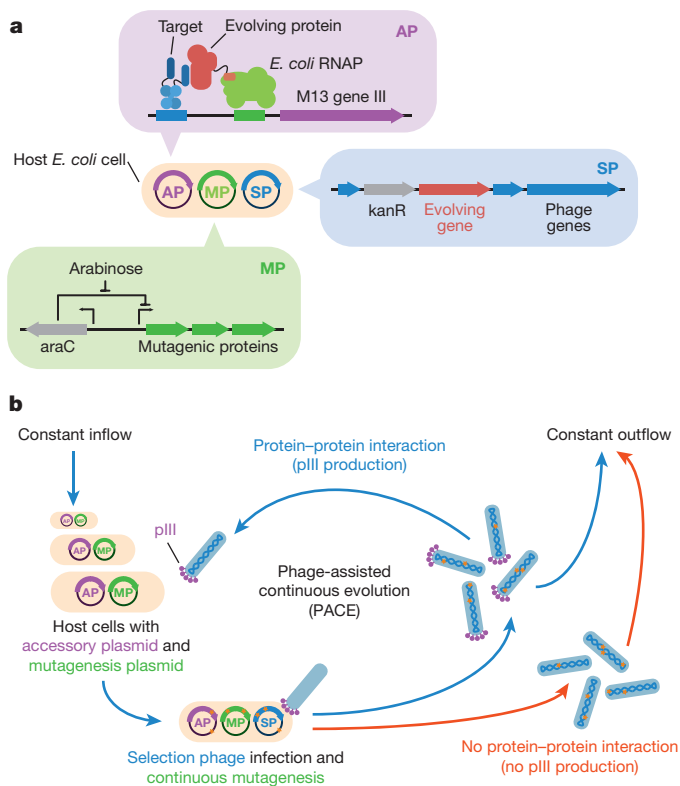 a
Target
Evolving protein
AP
E. coli RNAP
M13 gene III
Host E. coli cell
AP
MP
SP
SP
kanR
Evolving
gene
Phage
genes
Arabinose
MP
araC
Mutagenic proteins
b
Constant inflow
Protein–protein interaction
(pIII production)
Constant outflow
AP
MP
pIII
AP
MP
Phage-assisted
continuous evolution
(PACE)
AP
MP
Host cells with
accessory plasmid and
mutagenesis plasmid
AP
MP
SP
Selection phage infection and
continuous mutagenesis
No protein–protein interaction
(no pIII production)